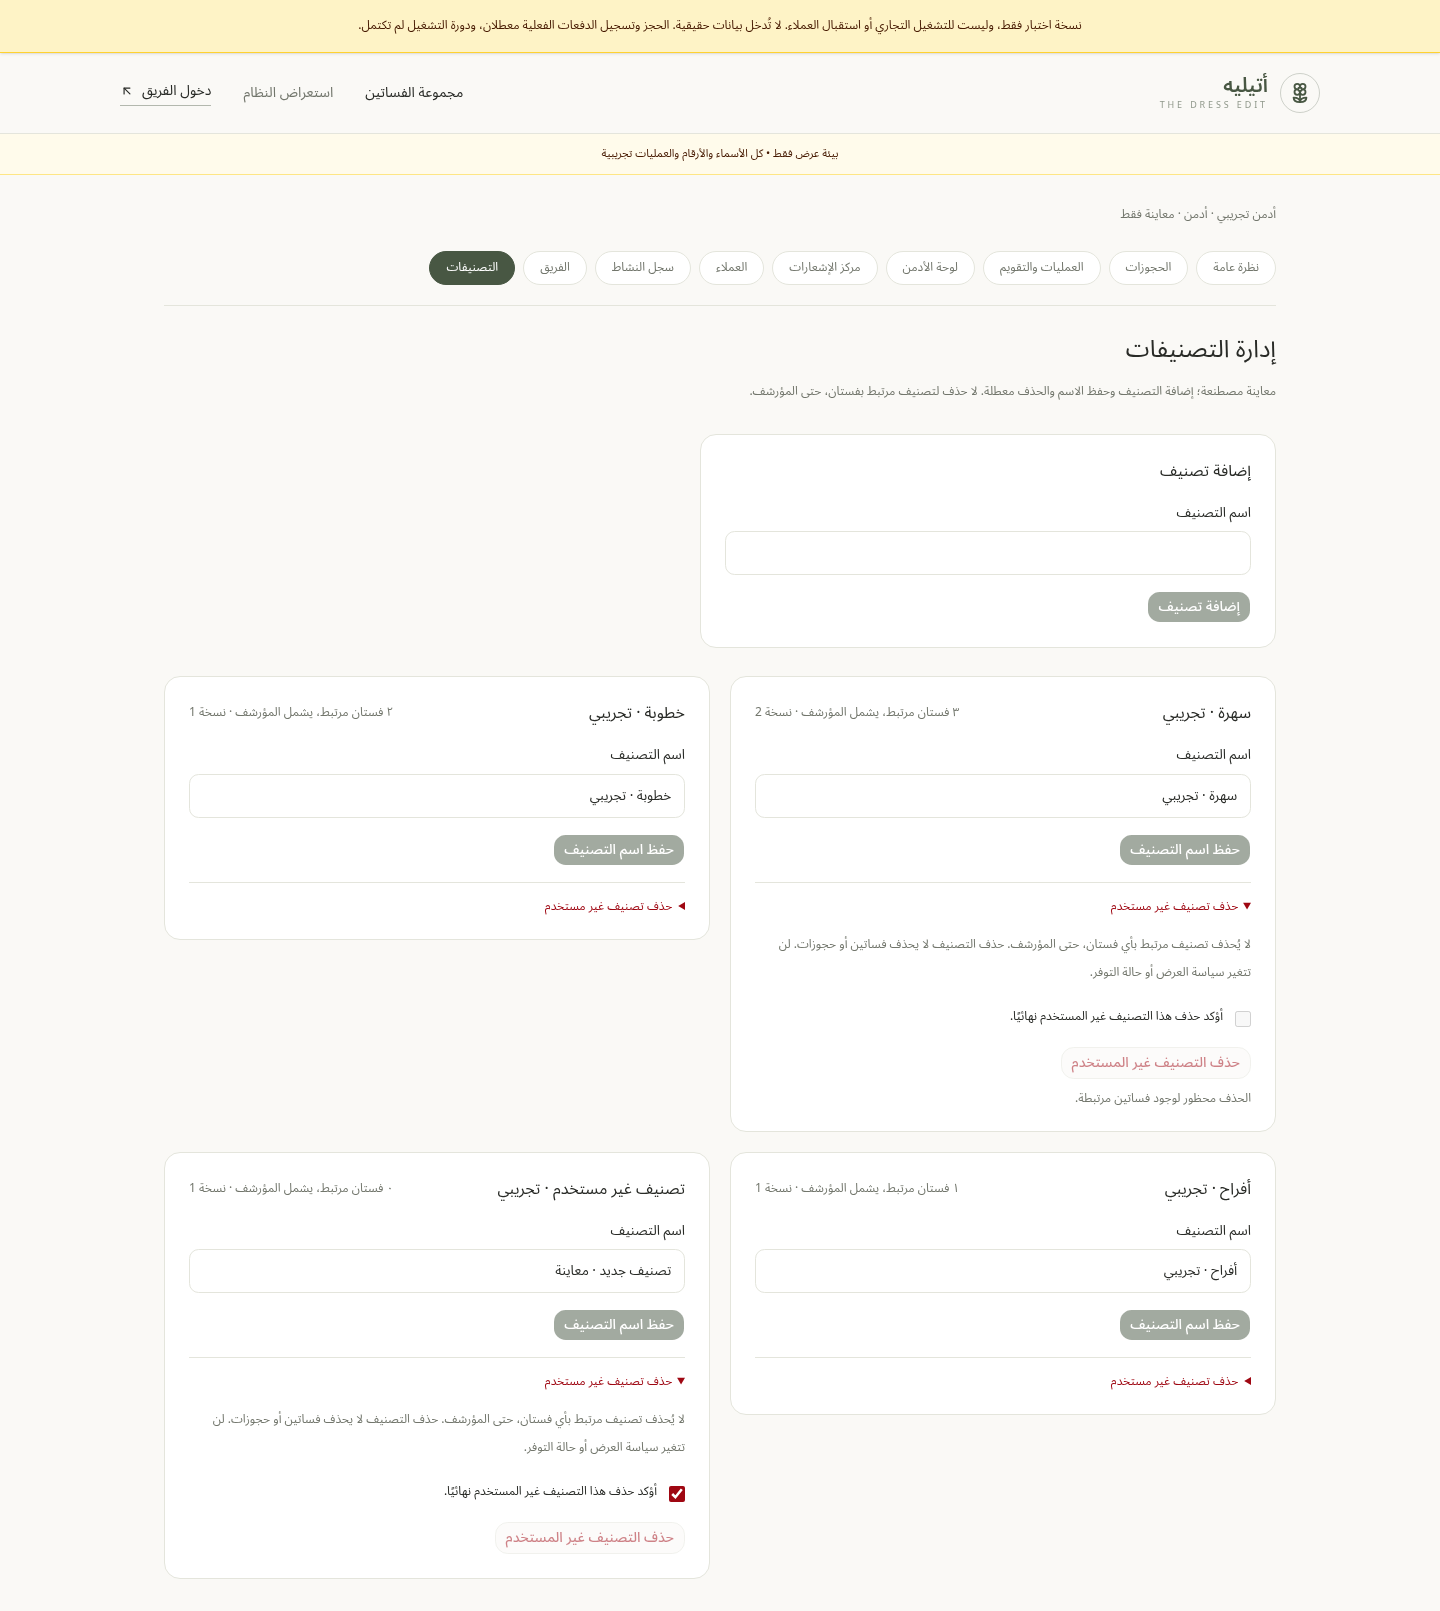 نسخة اختبار فقط، وليست للتشغيل التجاري أو استقبال العملاء. لا تُدخل بيانات حقيقية. الحجز وتسجيل الدفعات الفعلية معطلان، ودورة التشغيل لم تكتمل.
أتيليه
THE DRESS EDIT
مجموعة الفساتين
استعراض النظام
دخول الفريق
بيئة عرض فقط • كل الأسماء والأرقام والعمليات تجريبية
أدمن تجريبي · أدمن · معاينة فقط
نظرة عامة
الحجوزات
العمليات والتقويم
لوحة الأدمن
مركز الإشعارات
العملاء
سجل النشاط
الفريق
التصنيفات
إدارة التصنيفات
معاينة مصطنعة؛ إضافة التصنيف وحفظ الاسم والحذف معطلة. لا حذف لتصنيف مرتبط بفستان، حتى المؤرشف.
إضافة تصنيف
اسم التصنيف
إضافة تصنيف
سهرة · تجريبي
٣ فستان مرتبط، يشمل المؤرشف · نسخة 2
اسم التصنيف
سهرة · تجريبي
حفظ اسم التصنيف
حذف تصنيف غير مستخدم
لا يُحذف تصنيف مرتبط بأي فستان، حتى المؤرشف. حذف التصنيف لا يحذف فساتين أو حجوزات. لن
تتغير سياسة العرض أو حالة التوفر.
أؤكد حذف هذا التصنيف غير المستخدم نهائيًا.
حذف التصنيف غير المستخدم
الحذف محظور لوجود فساتين مرتبطة.
خطوبة · تجريبي
٢ فستان مرتبط، يشمل المؤرشف · نسخة 1
اسم التصنيف
خطوبة · تجريبي
حفظ اسم التصنيف
حذف تصنيف غير مستخدم
أفراح · تجريبي
١ فستان مرتبط، يشمل المؤرشف · نسخة 1
اسم التصنيف
أفراح · تجريبي
حفظ اسم التصنيف
حذف تصنيف غير مستخدم
تصنيف غير مستخدم · تجريبي
٠ فستان مرتبط، يشمل المؤرشف · نسخة 1
اسم التصنيف
تصنيف جديد · معاينة
حفظ اسم التصنيف
حذف تصنيف غير مستخدم
لا يُحذف تصنيف مرتبط بأي فستان، حتى المؤرشف. حذف التصنيف لا يحذف فساتين أو حجوزات. لن
تتغير سياسة العرض أو حالة التوفر.
أؤكد حذف هذا التصنيف غير المستخدم نهائيًا.
حذف التصنيف غير المستخدم